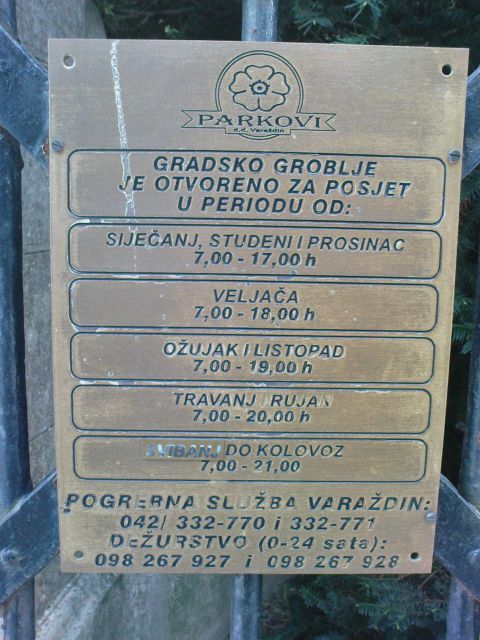 PARKOVI
d.d. Varaždin
GRADSKO GROBLJE
JE OTVORENO ZA POSJET
U PERIODU OD:
SIJEČANJ, STUDENI I PROSINAC
7,00 - 17,00 h
VELJAČA
7,00 - 18,00 h
OŽUJAK I LISTOPAD
7,00 - 19,00 h
TRAVANJ I RUJAN
7,00 - 20,00 h
SVIBANJ DO KOLOVOZ
7,00 - 21,00
POGREBNA SLUŽBA VARAŽDIN:
042/ 332-770 i 332-771
DEŽURSTVO (0-24 sata):
098 267 927 i 098 267 928